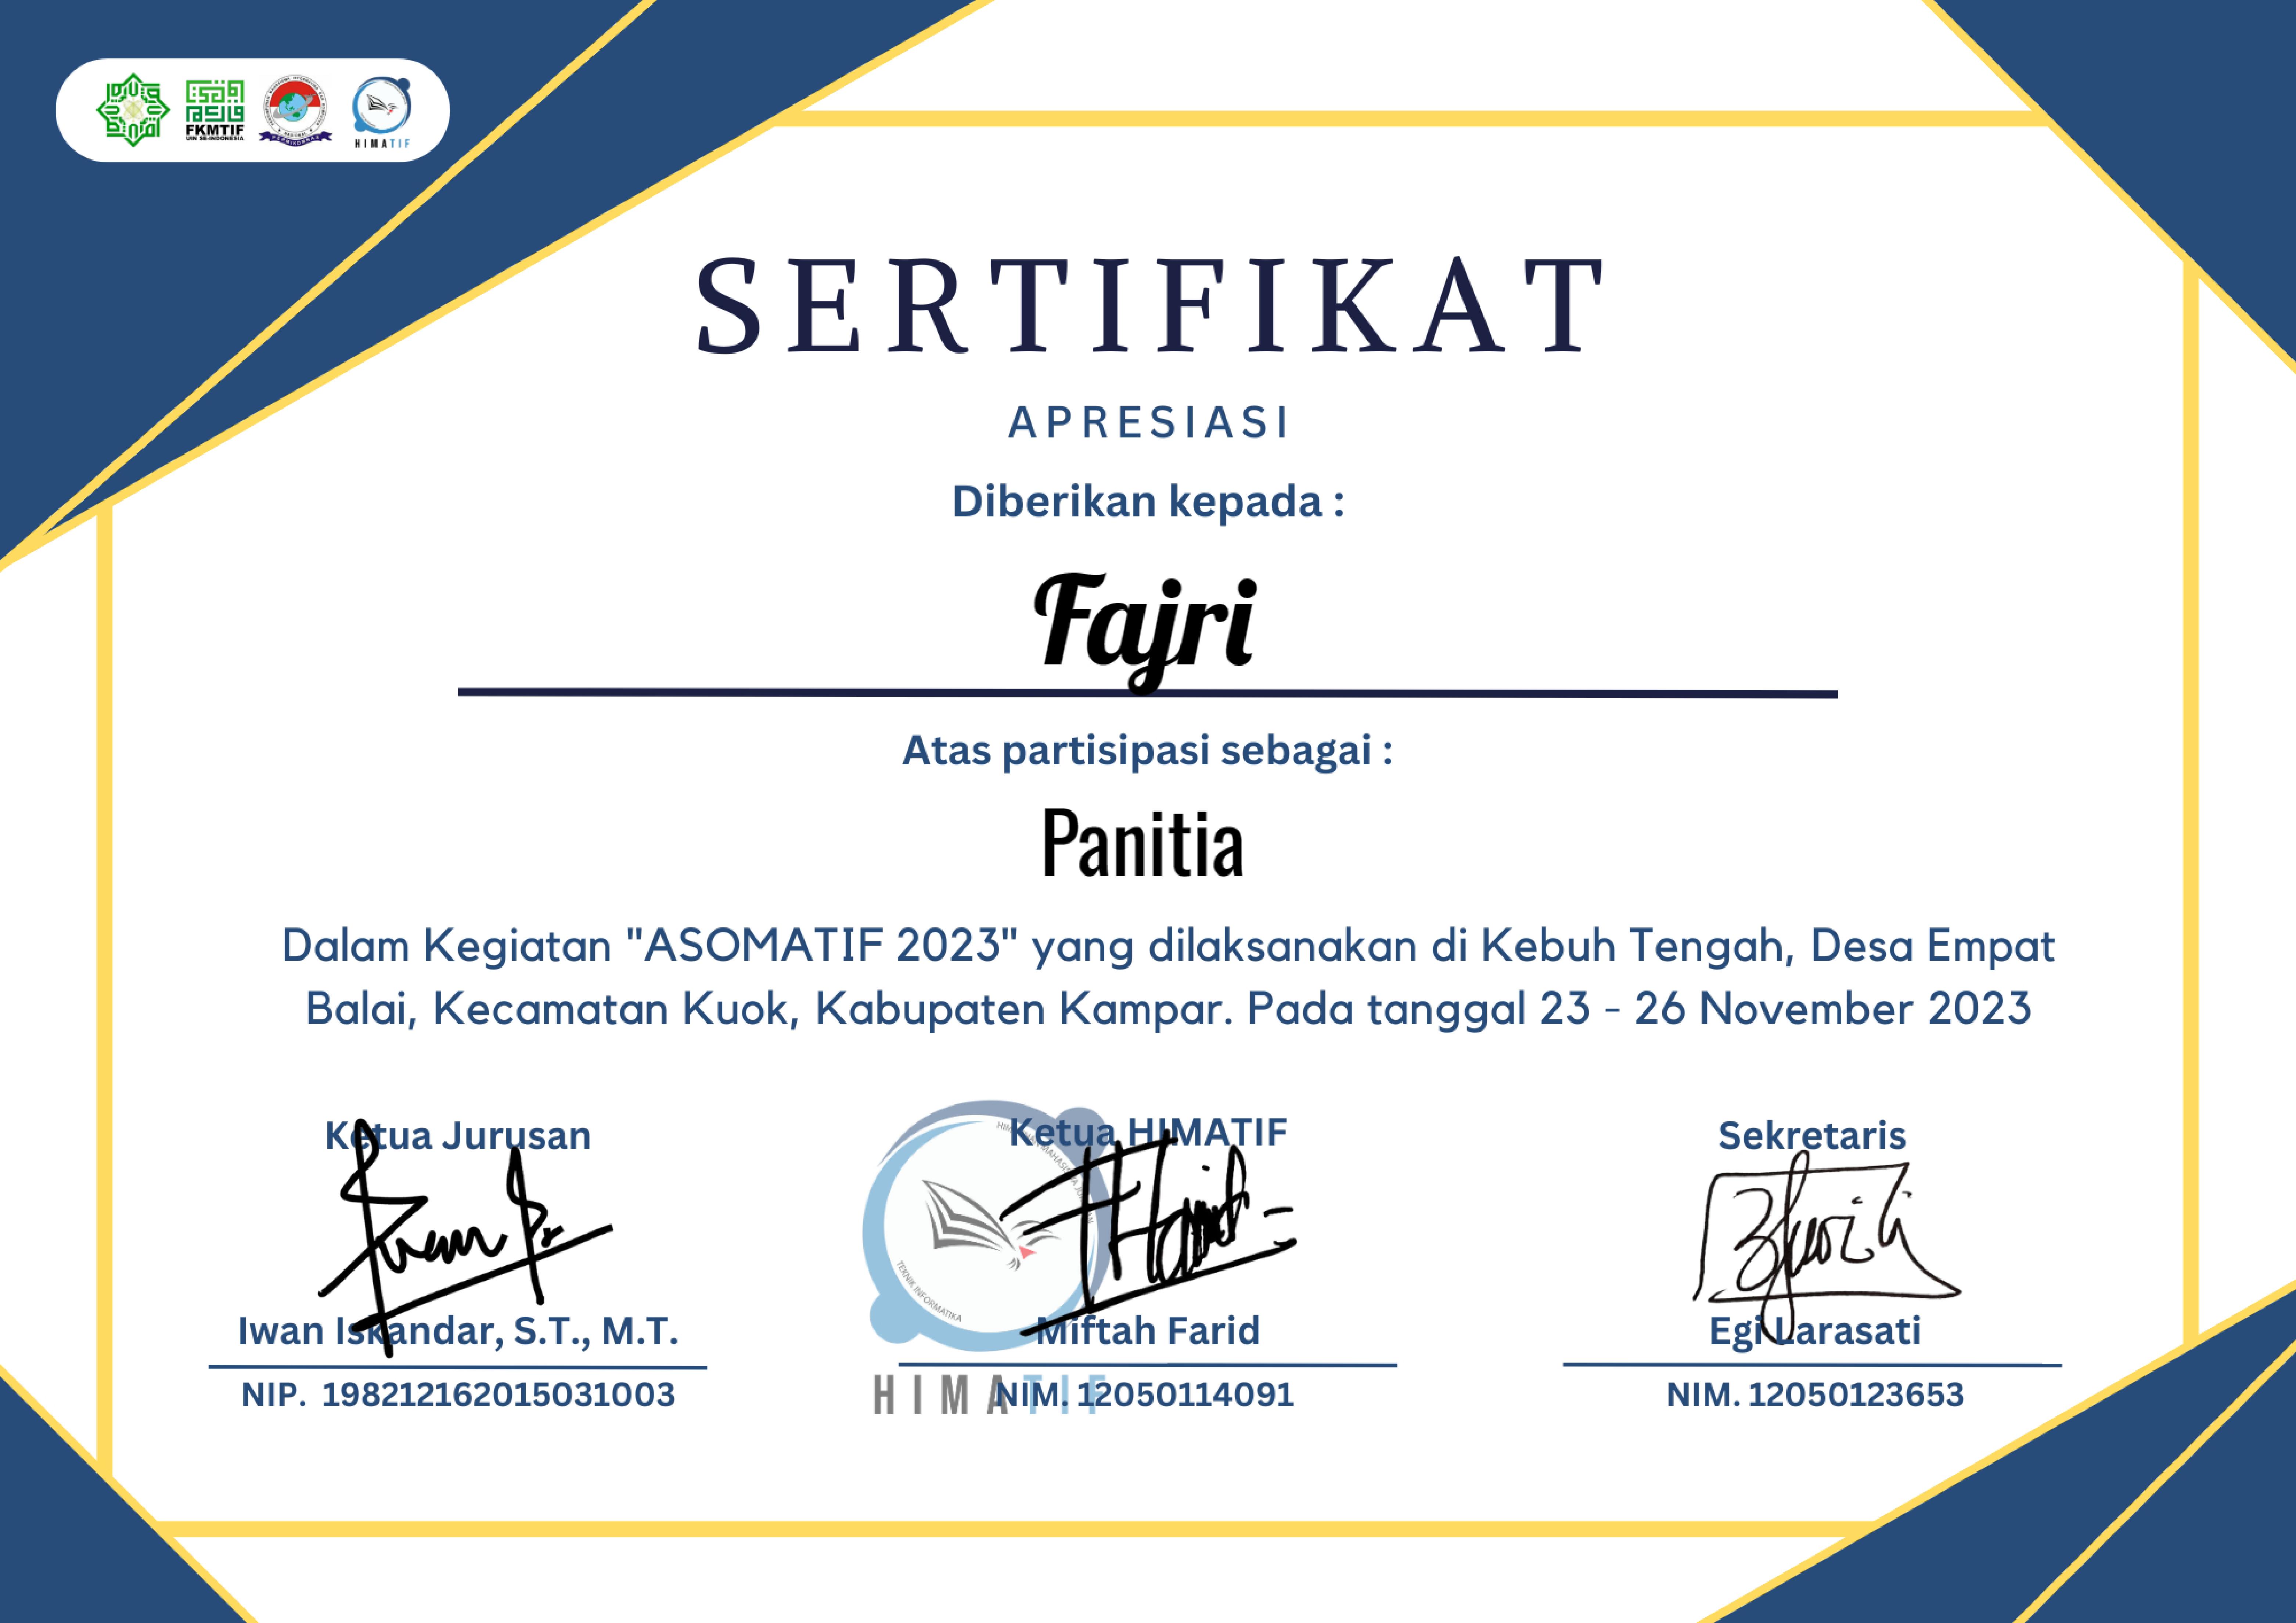 FKMTIF
UIN SE-INDONESIA
HIMATIF
SERTIFIKAT
APRESIASI
Diberikan kepada :
Fajri
Atas partisipasi sebagai :
Panitia
Dalam Kegiatan "ASOMATIF 2023" yang dilaksanakan di Kebuh Tengah, Desa Empat
Balai, Kecamatan Kuok, Kabupaten Kampar. Pada tanggal 23 - 26 November 2023
Ketua Jurusan
Iwan Iskandar, S.T., M.T.
NIP. 198212162015031003
Ketua HIMATIF
TEKNIK INFORMATIKA
Miftah Farid
HIMATIF
NIM. 12050114091
Sekretaris
Egi Larasati
NIM. 12050123653